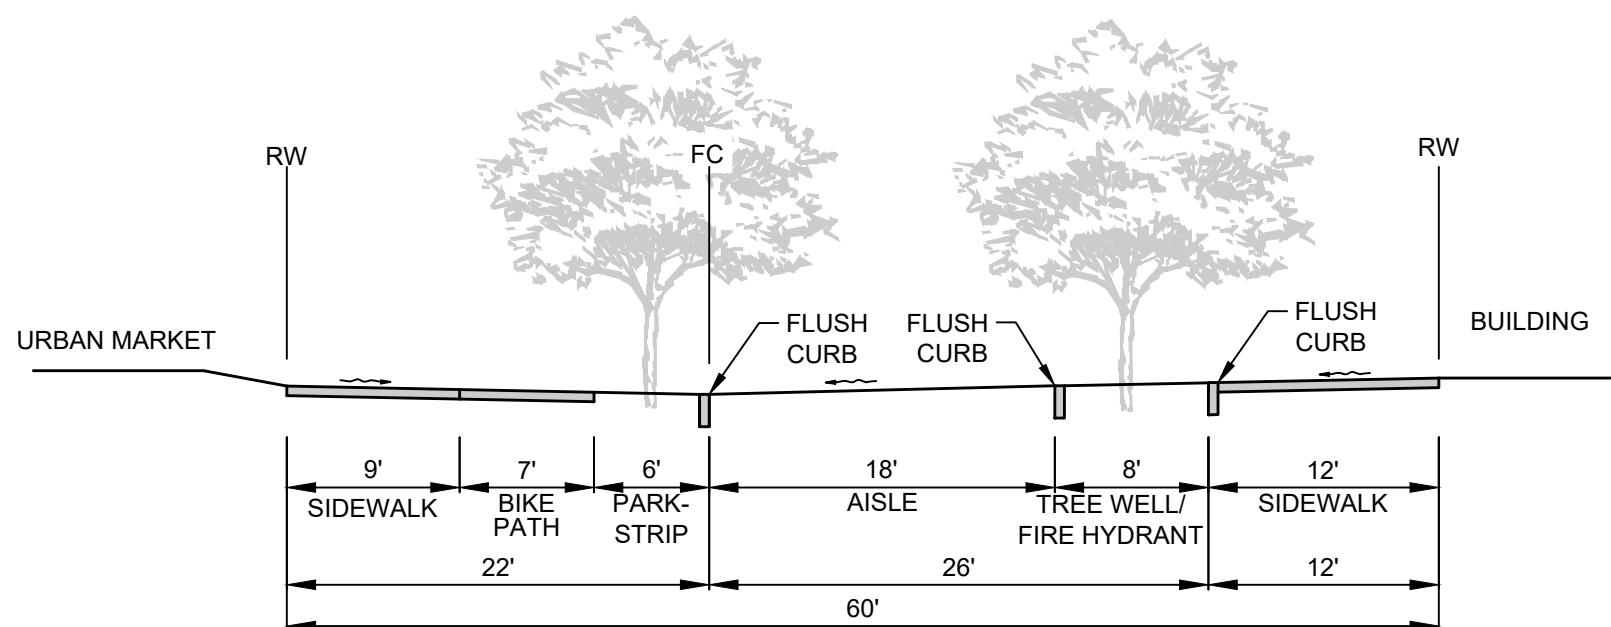 RW
FC
RW
URBAN MARKET
FLUSH
CURB
FLUSH
CURB
FLUSH
CURB
BUILDING
9'
SIDEWALK
7'
BIKE
PATH
6'
PARK-
STRIP
18'
AISLE
8'
TREE WELL/
FIRE HYDRANT
12'
SIDEWALK
22'
26'
12'
60'